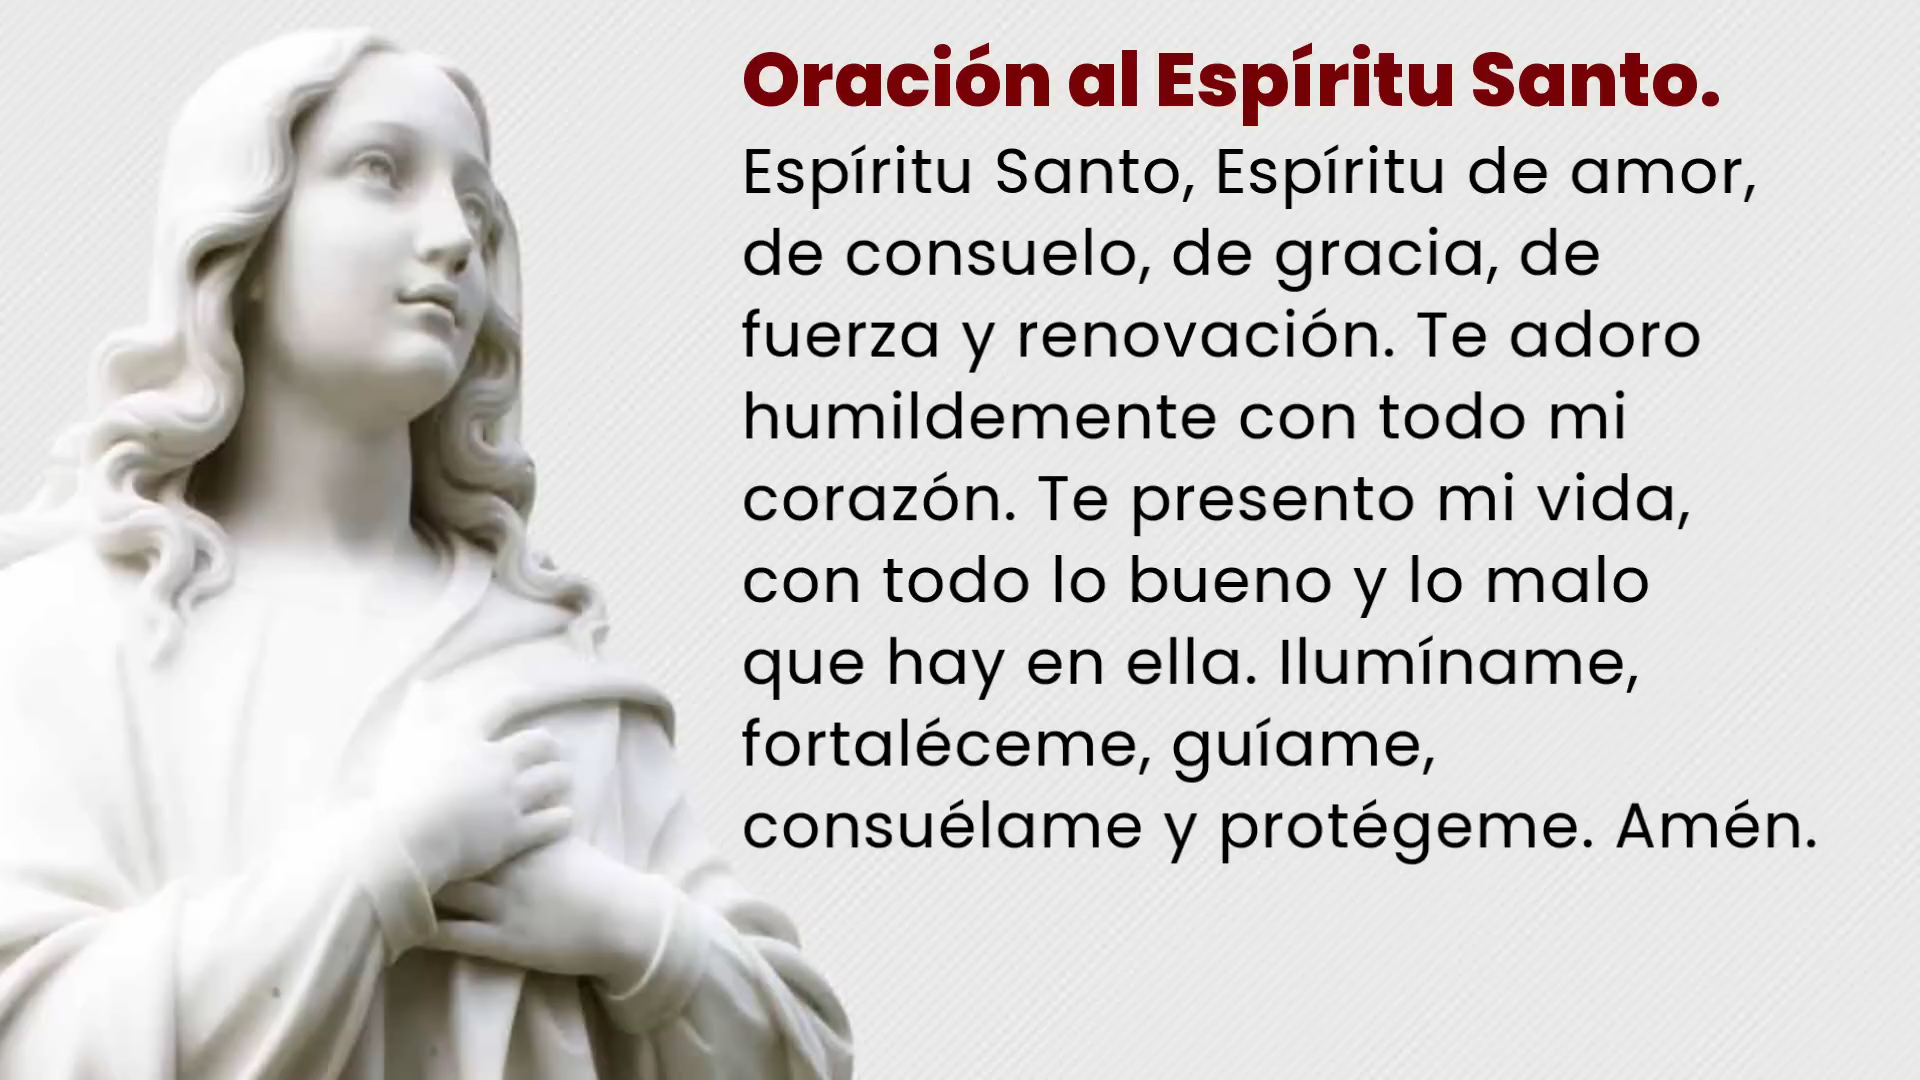 Oración al Espíritu Santo.
Espíritu Santo, Espíritu de amor,
de consuelo, de gracia, de
fuerza y renovación. Te adoro
humildemente con todo mi
corazón. Te presento mi vida,
con todo lo bueno y lo malo
que hay en ella. Ilumíname,
fortaléceme, guíame,
consuélame y protégeme. Amén.